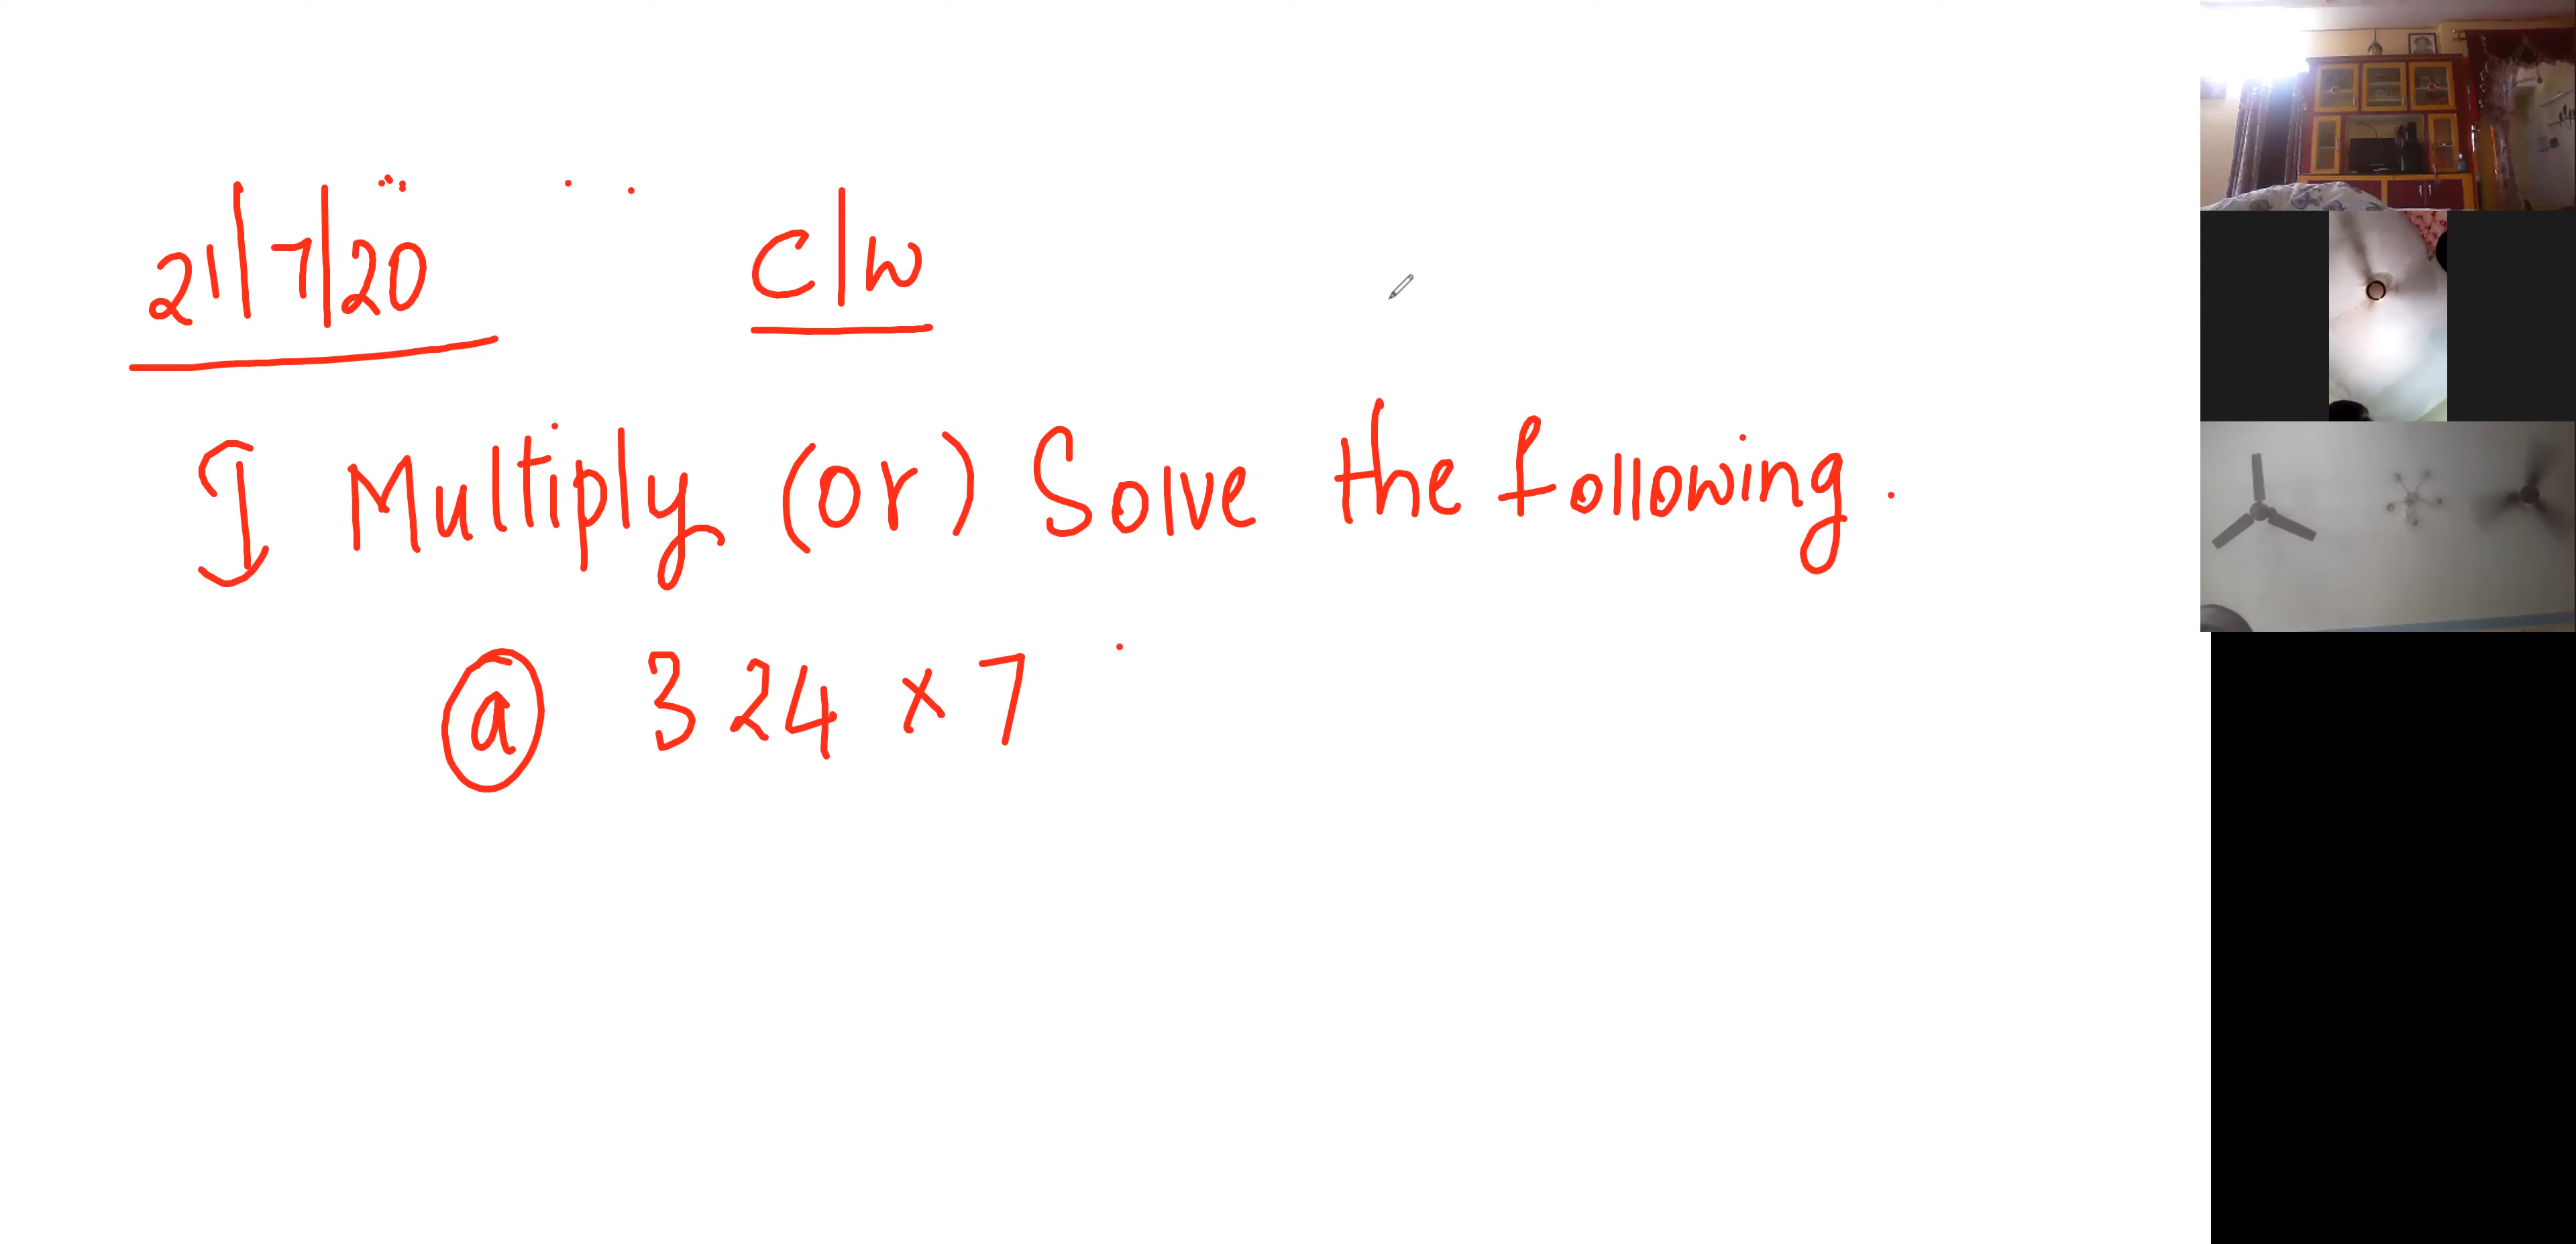 21/7/20 C/W
I Multiply (or) Solve the following.
(a) 324 × 7